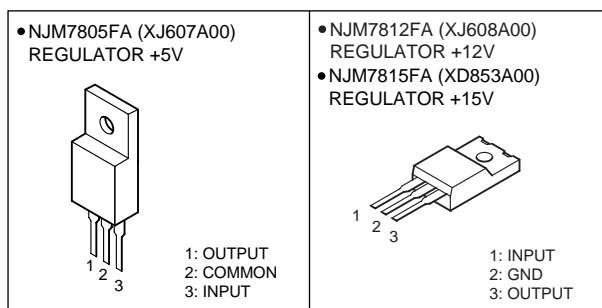 ● NJM7805FA (XJ607A00)
REGULATOR +5V
1 2 3
1: OUTPUT
2: COMMON
3: INPUT
● NJM7812FA (XJ608A00)
REGULATOR +12V
● NJM7815FA (XD853A00)
REGULATOR +15V
1 2 3
1: INPUT
2: GND
3: OUTPUT